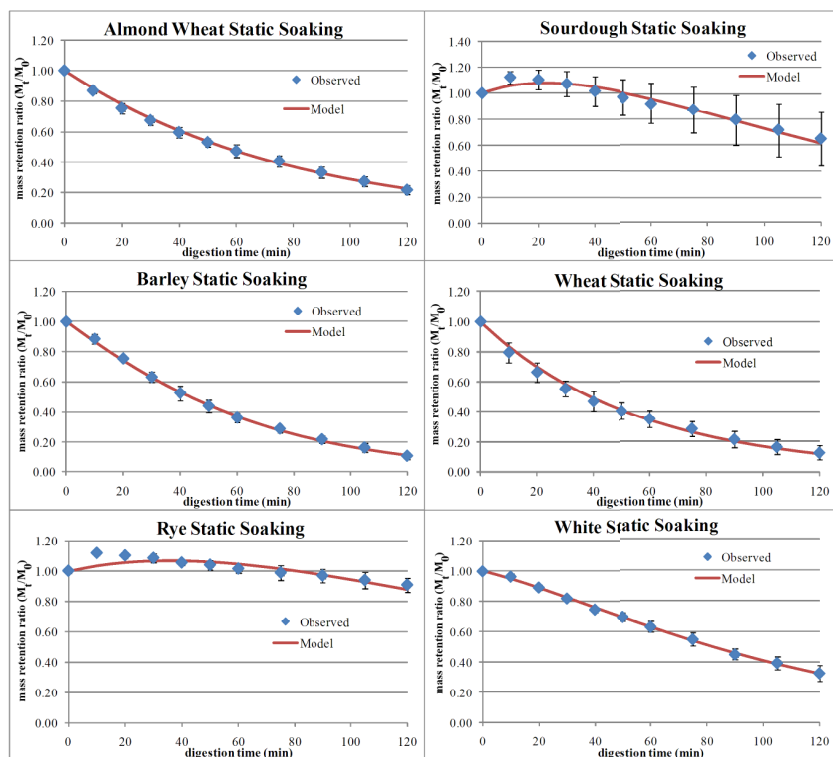 Almond Wheat Static Soaking
mass retention ratio (Mt/M0)
1.20
1.00
0.80
0.60
0.40
0.20
0.00
Observed
Model
0 20 40 60 80 100 120
digestion time (min)
Sourdough Static Soaking
mass retention ratio (Mt/M0)
1.40
1.20
1.00
0.80
0.60
0.40
0.20
0.00
Observed
Model
0 20 40 60 80 100 120
digestion time (min)
Barley Static Soaking
mass retention ratio (Mt/M0)
1.20
1.00
0.80
0.60
0.40
0.20
0.00
Observed
Model
0 20 40 60 80 100 120
digestion time (min)
Wheat Static Soaking
mass retention ratio (Mt/M0)
1.20
1.00
0.80
0.60
0.40
0.20
0.00
Observed
Model
0 20 40 60 80 100 120
digestion time (min)
Rye Static Soaking
mass retention ratio (Mt/M0)
1.20
1.00
0.80
0.60
0.40
0.20
0.00
Observed
Model
0 20 40 60 80 100 120
digestion time (min)
White Static Soaking
mass retention ratio (Mt/M0)
1.20
1.00
0.80
0.60
0.40
0.20
0.00
Observed
Model
0 20 40 60 80 100 120
digestion time (min)